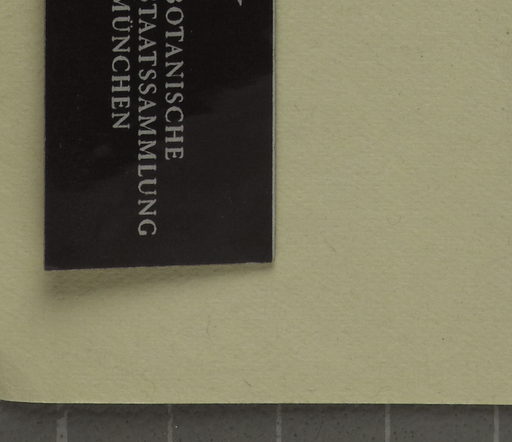 BOTANISCHE
STAATSSAMMLUNG
MÜNCHEN